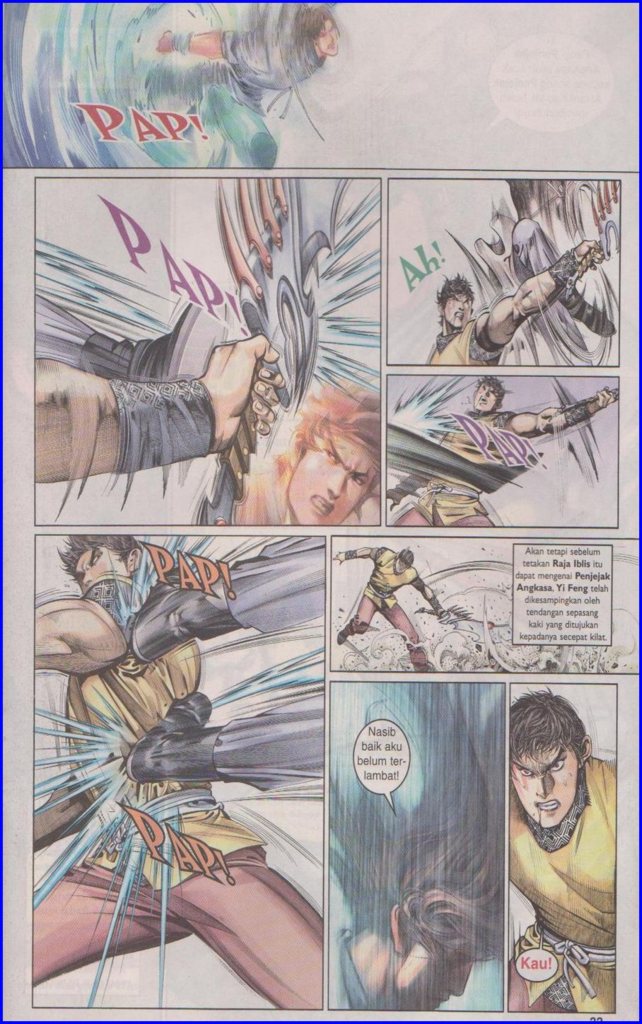 PAP!
PAP!
Ah!
PAP!
PAP!
PAP!
Akan tetapi sebelum
tetakan Raja Iblis itu
dapat mengenai Penjejak
Angkasa, Yi Feng telah
dikesampingkan oleh
tendangan sepasang
kaki yang ditujukan
kepadanya secepat kilat.
Nasib
baik aku
belum ter-
lambat!
Kau!